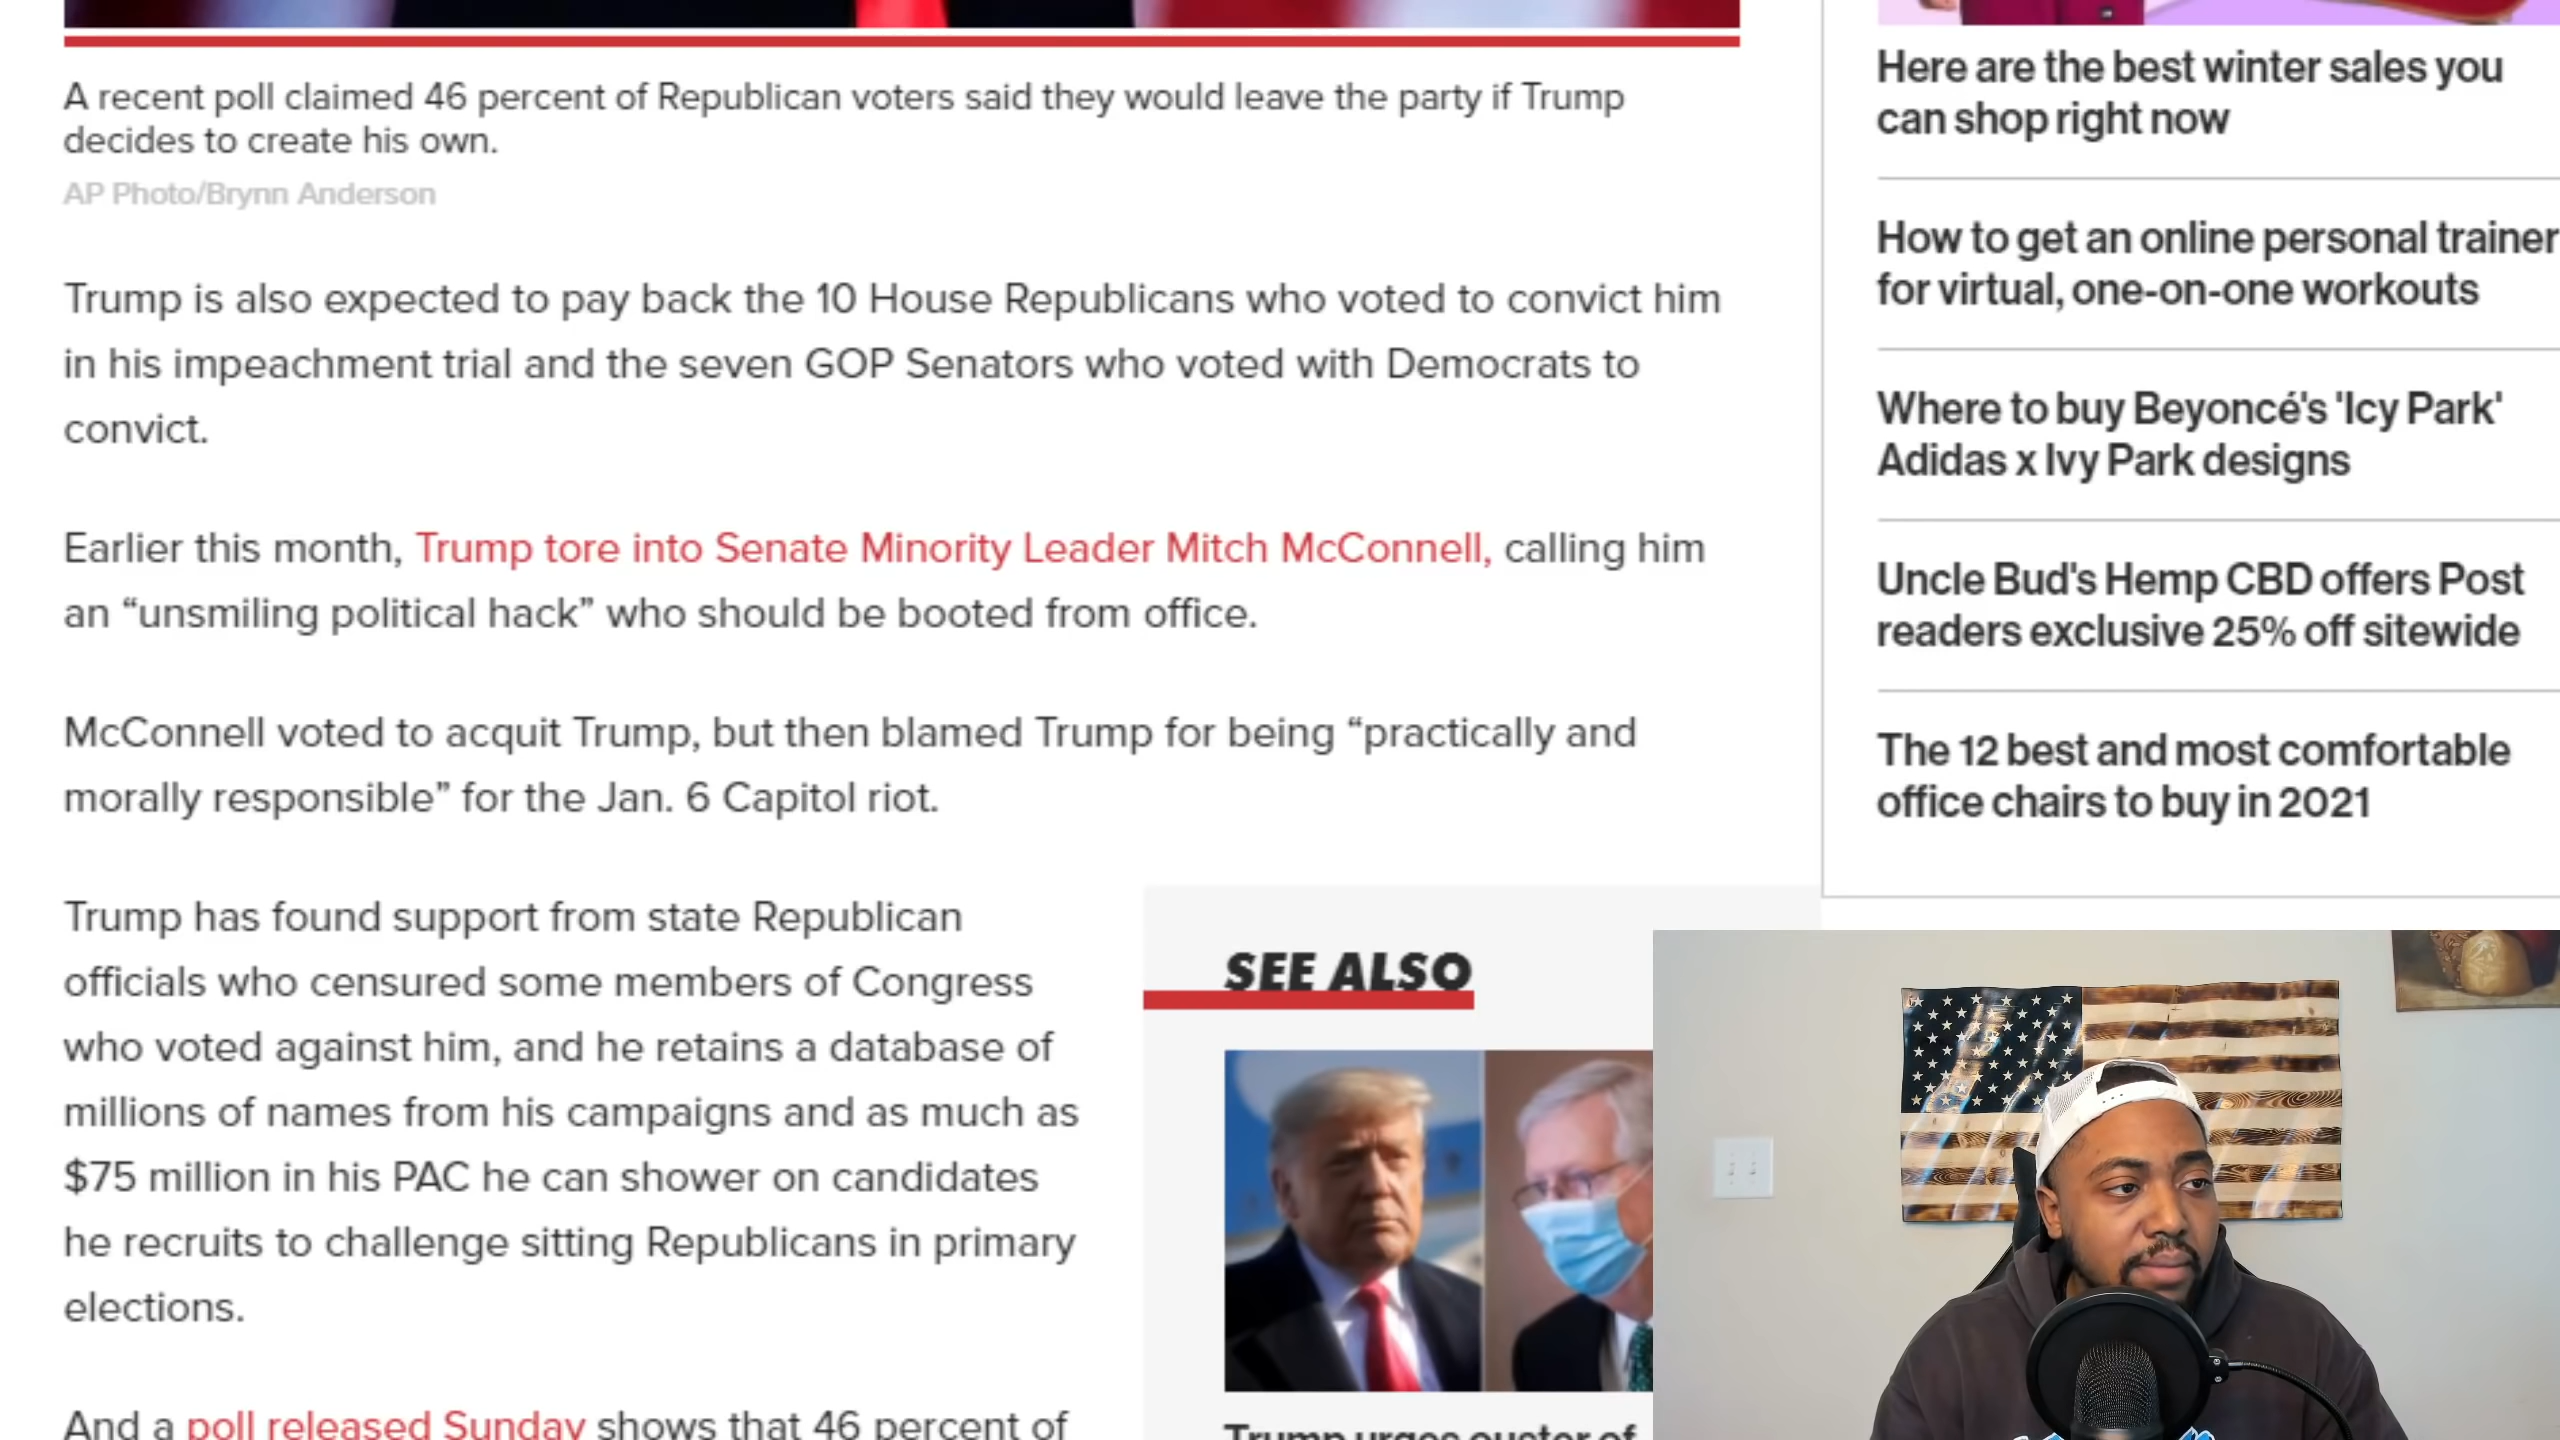 A recent poll claimed 46 percent of Republican voters said they would leave the party if Trump
decides to create his own.
AP Photo/Brynn Anderson
Trump is also expected to pay back the 10 House Republicans who voted to convict him
in his impeachment trial and the seven GOP Senators who voted with Democrats to
convict.
Earlier this month, Trump tore into Senate Minority Leader Mitch McConnell, calling him
an “unsmiling political hack” who should be booted from office.
McConnell voted to acquit Trump, but then blamed Trump for being “practically and
morally responsible” for the Jan. 6 Capitol riot.
Trump has found support from state Republican
officials who censured some members of Congress
who voted against him, and he retains a database of
millions of names from his campaigns and as much as
$75 million in his PAC he can shower on candidates
he recruits to challenge sitting Republicans in primary
elections.
And a poll released Sunday shows that 46 percent of
SEE ALSO
Trump urges ouster of
Here are the best winter sales you
can shop right now
How to get an online personal trainer
for virtual, one-on-one workouts
Where to buy Beyoncé's 'Icy Park'
Adidas x Ivy Park designs
Uncle Bud's Hemp CBD offers Post
readers exclusive 25% off sitewide
The 12 best and most comfortable
office chairs to buy in 2021